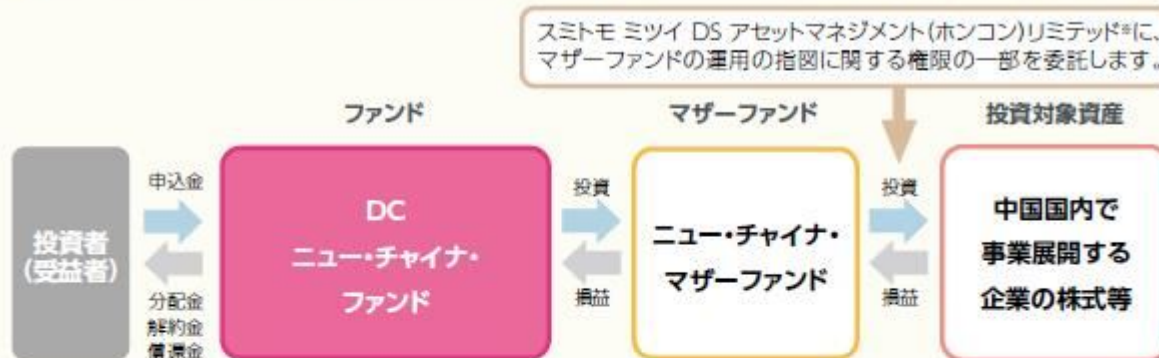 スミトモ ミツイ DS アセットマネジメント(ホンコン)リミテッド※に、
マザーファンドの運用の指図に関する権限の一部を委託します。
ファンド
マザーファンド
投資対象資産
投資者
(受益者)
申込金
分配金
解約金
償還金
DC
ニュー・チャイナ・
ファンド
投資
損益
ニュー・チャイナ・
マザーファンド
投資
損益
中国国内で
事業展開する
企業の株式等